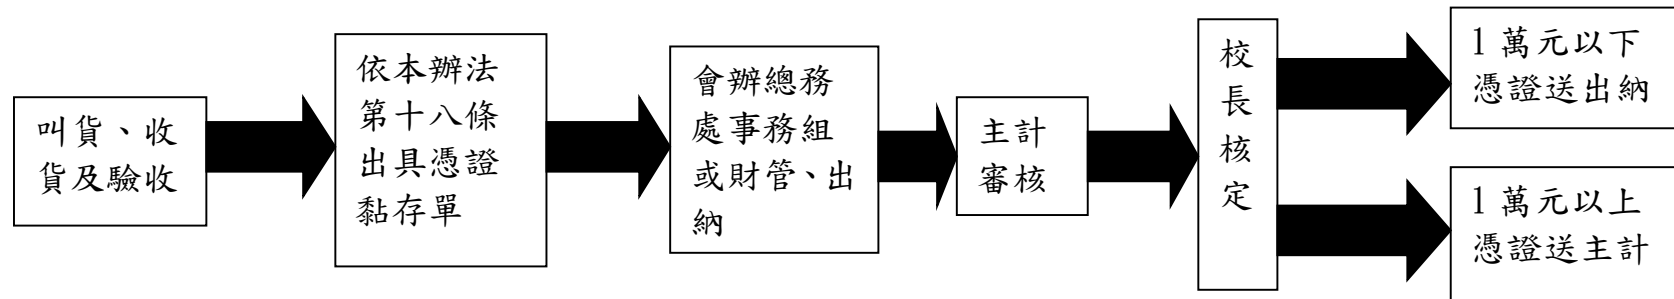 叫貨、收
貨及驗收
依本辦法
第十八條
出具憑證
黏存單
會辦總務
處事務組
或財管、出
納
主計
審核
校
長
核
定
1 萬元以下
憑證送出納
1 萬元以上
憑證送主計